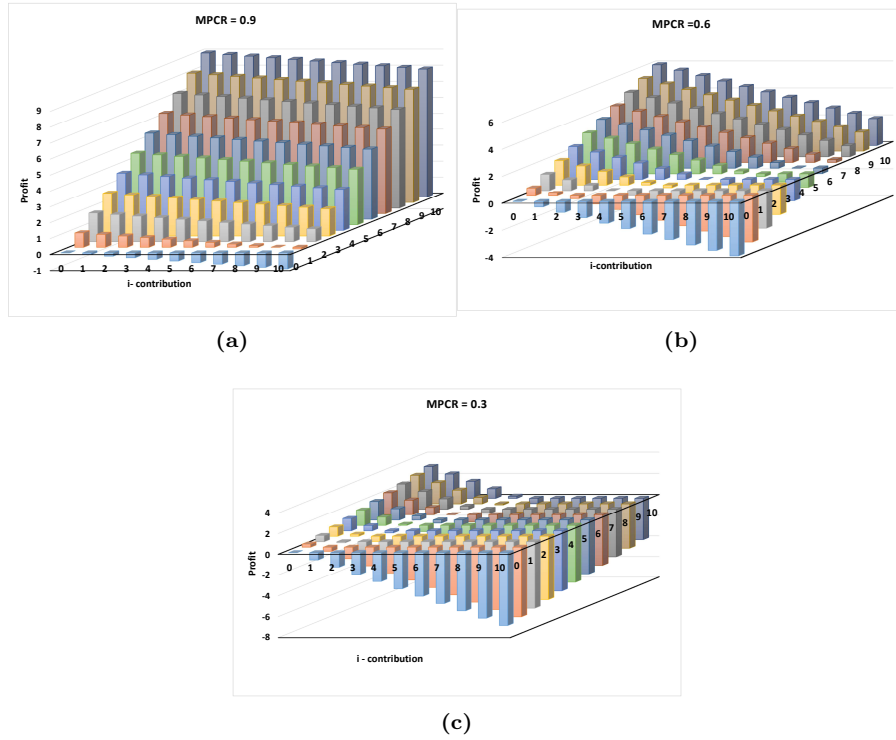 MPCR = 0.9
9
8
7
6
5
4
3
2
1
0
-1
Profit
0 1 2 3 4 5 6 7 8 9 10
0 1 2 3 4 5 6 7 8 9 10
i- contribution
(a)
MPCR =0.6
6
4
2
0
-2
-4
Profit
0 1 2 3 4 5 6 7 8 9 10
0 1 2 3 4 5 6 7 8 9 10
i-contribution
(b)
MPCR = 0.3
4
2
0
-2
-4
-6
-8
Profit
0 1 2 3 4 5 6 7 8 9 10
0 1 2 3 4 5 6 7 8 9 10
i - contribution
(c)